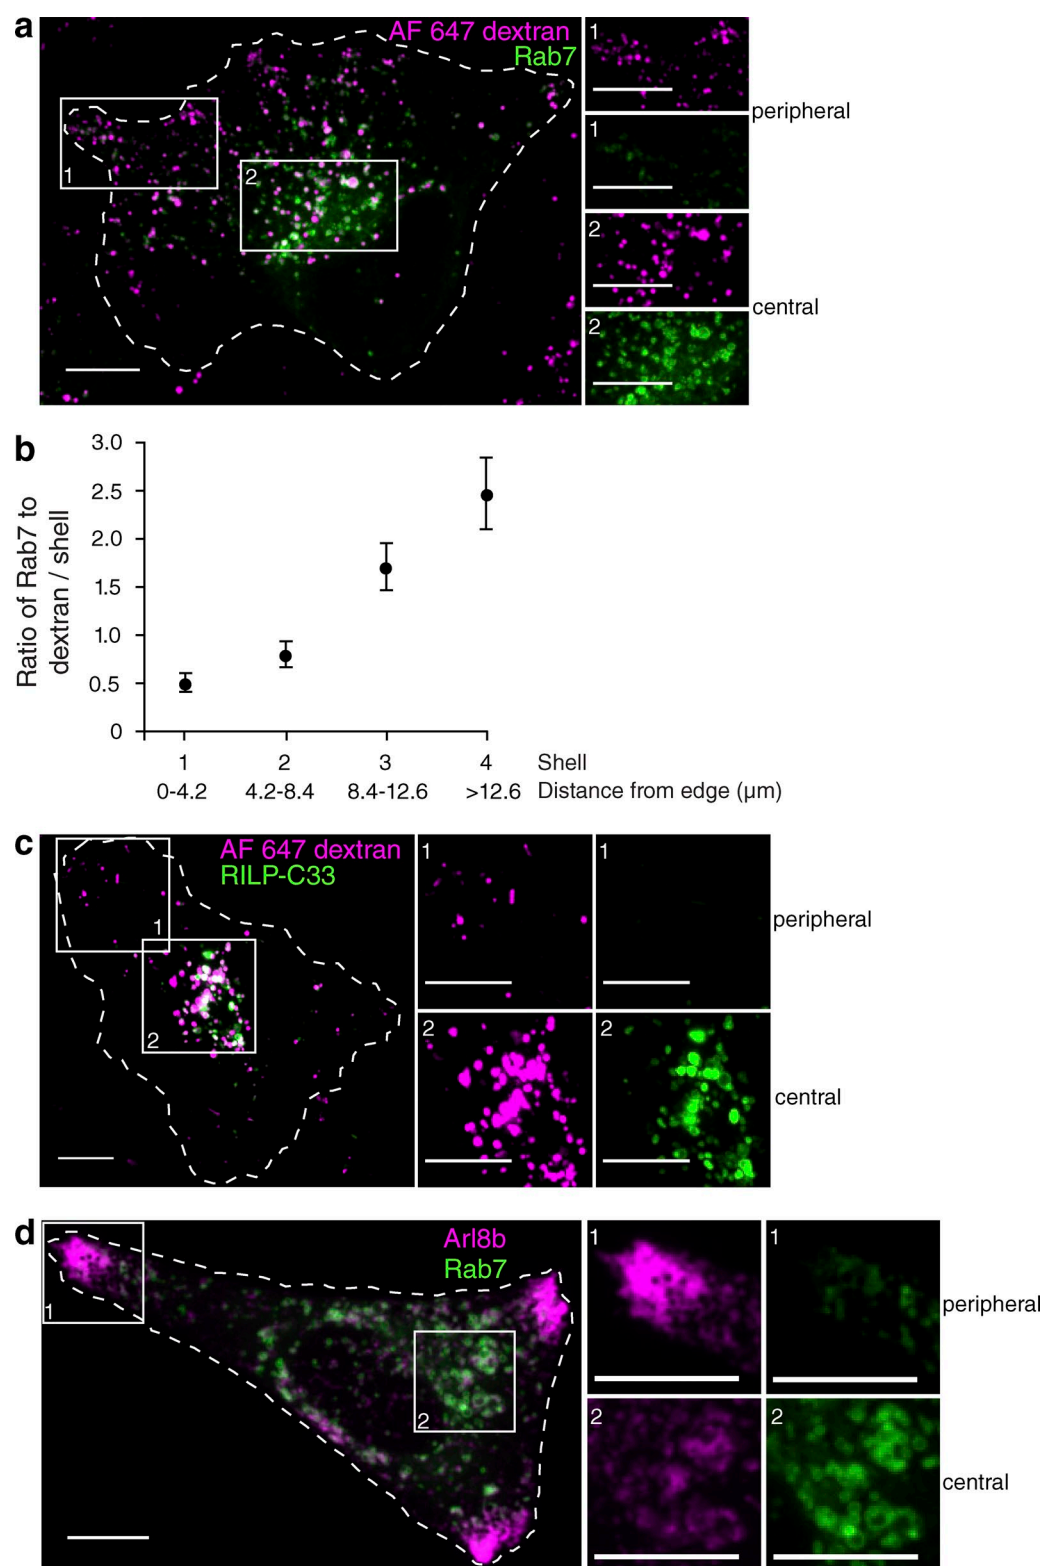 a
AF 647 dextran
Rab7
1
2
1
1
peripheral
2
2
central
b
Ratio of Rab7 to
dextran / shell
3.0
2.5
2.0
1.5
1.0
0.5
0
1 2 3 4 Shell
0-4.2 4.2-8.4 8.4-12.6 >12.6 Distance from edge (µm)
c
AF 647 dextran
RILP-C33
1
2
1
1
peripheral
2
2
central
d
Arl8b
Rab7
1
2
1
1
peripheral
2
2
central